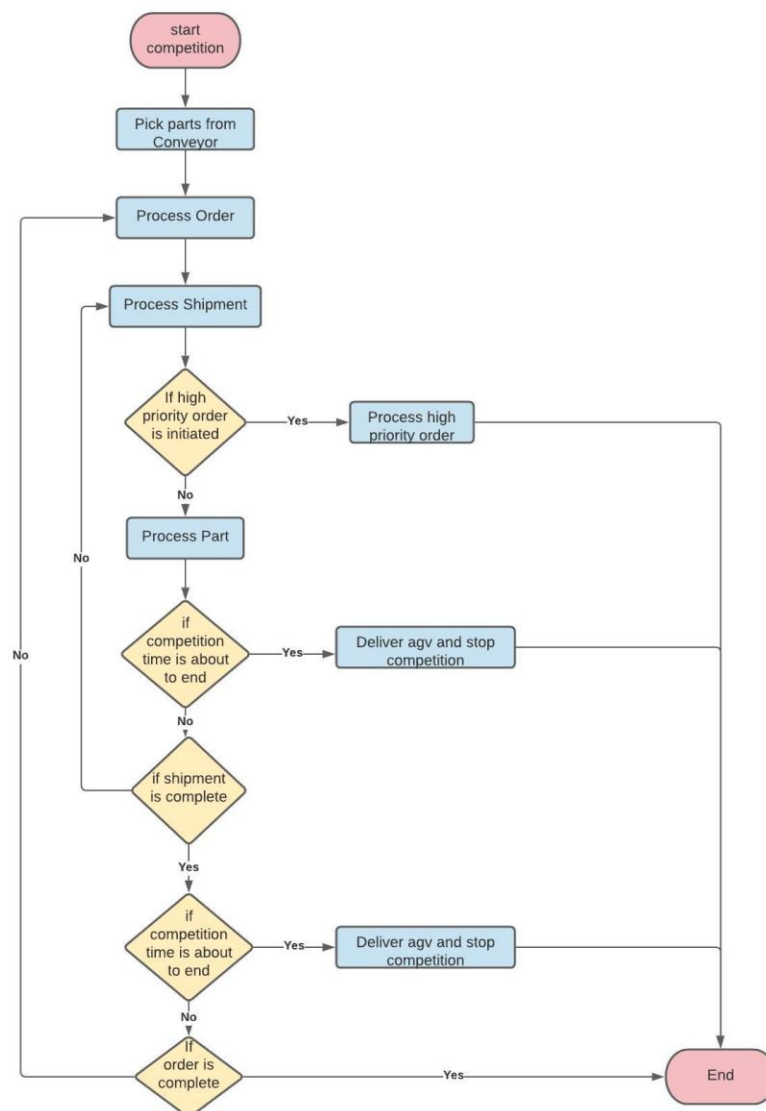 start
competition
Pick parts from
Conveyor
Process Order
Process Shipment
If high
priority order
is initiated
Yes
Process high
priority order
No
Process Part
No
if
competition
time is about
to end
Yes
Deliver agv and stop
competition
No
No
if shipment
is complete
Yes
if
competition
time is about
to end
Yes
Deliver agv and stop
competition
No
If
order is
complete
Yes
End